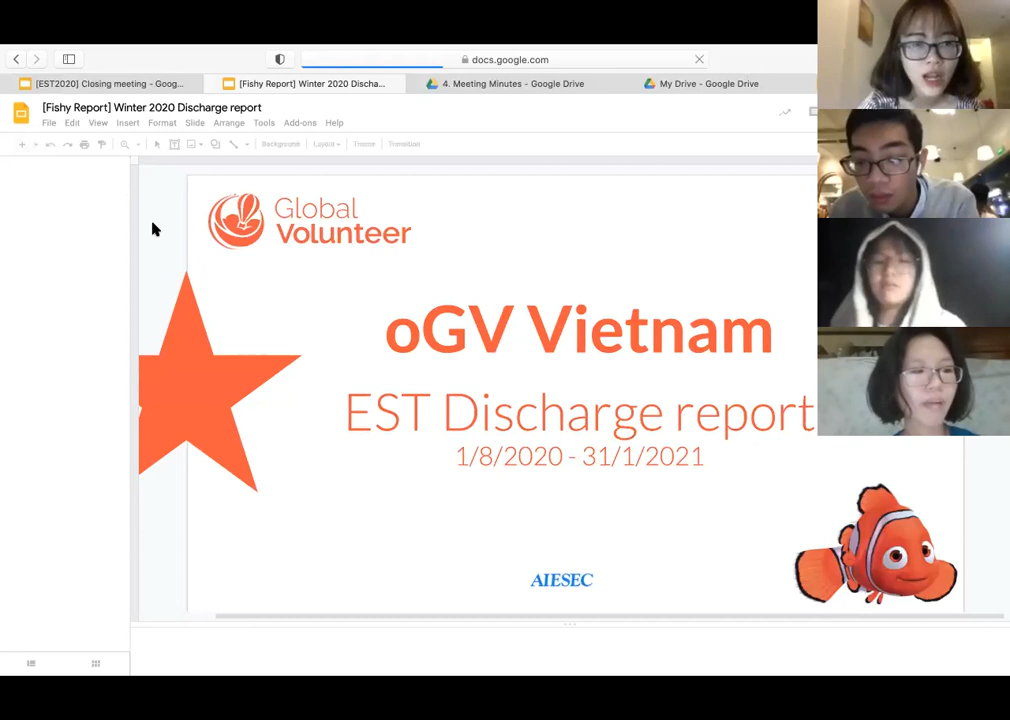 docs.google.com
[EST2020] Closing meeting - Goog...
[Fishy Report] Winter 2020 Discha...
4. Meeting Minutes - Google Drive
My Drive - Google Drive
[Fishy Report] Winter 2020 Discharge report
File Edit View Insert Format Slide Arrange Tools Add-ons Help
Background Layout Theme Transition
Global
Volunteer
oGV Vietnam
EST Discharge report
1/8/2020 - 31/1/2021
AIESEC